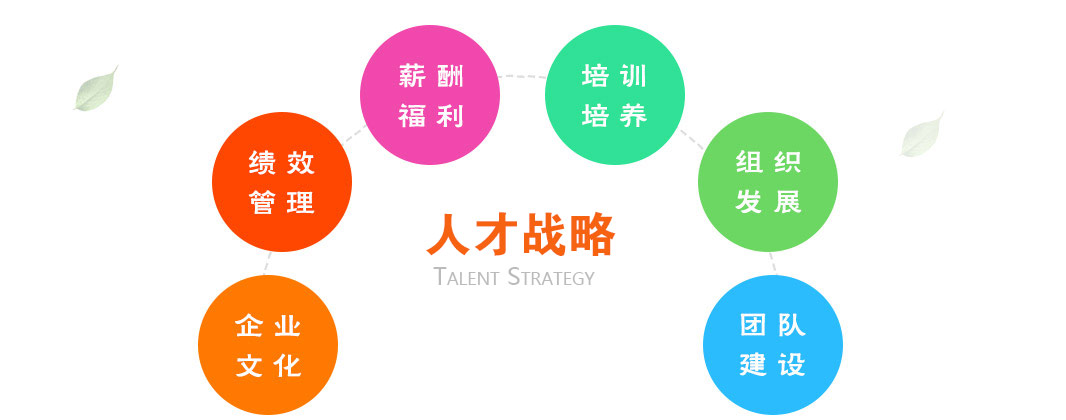 薪酬
福利
培训
培养
绩效
管理
组织
发展
人才战略
TALENT STRATEGY
企业
文化
团队
建设